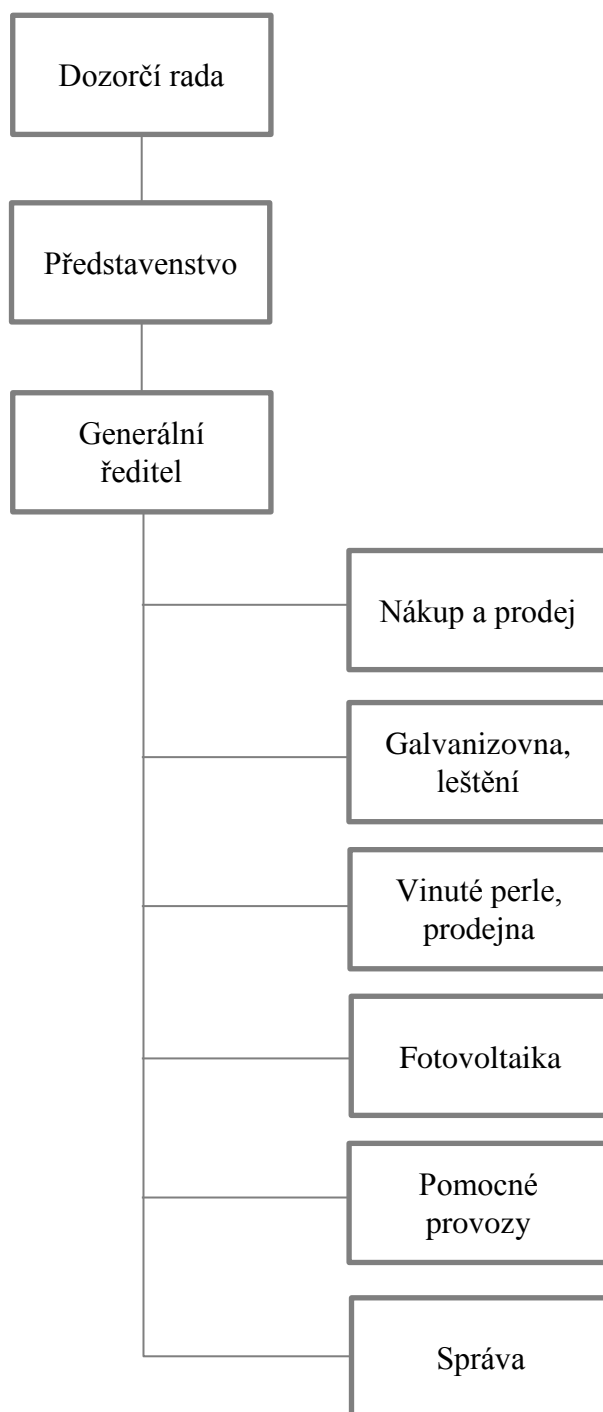 Dozorčí rada
Představenstvo
Generální
ředitel
Nákup a prodej
Galvanizovna,
leštění
Vinuté perle,
prodejna
Fotovoltaika
Pomocné
provozy
Správa